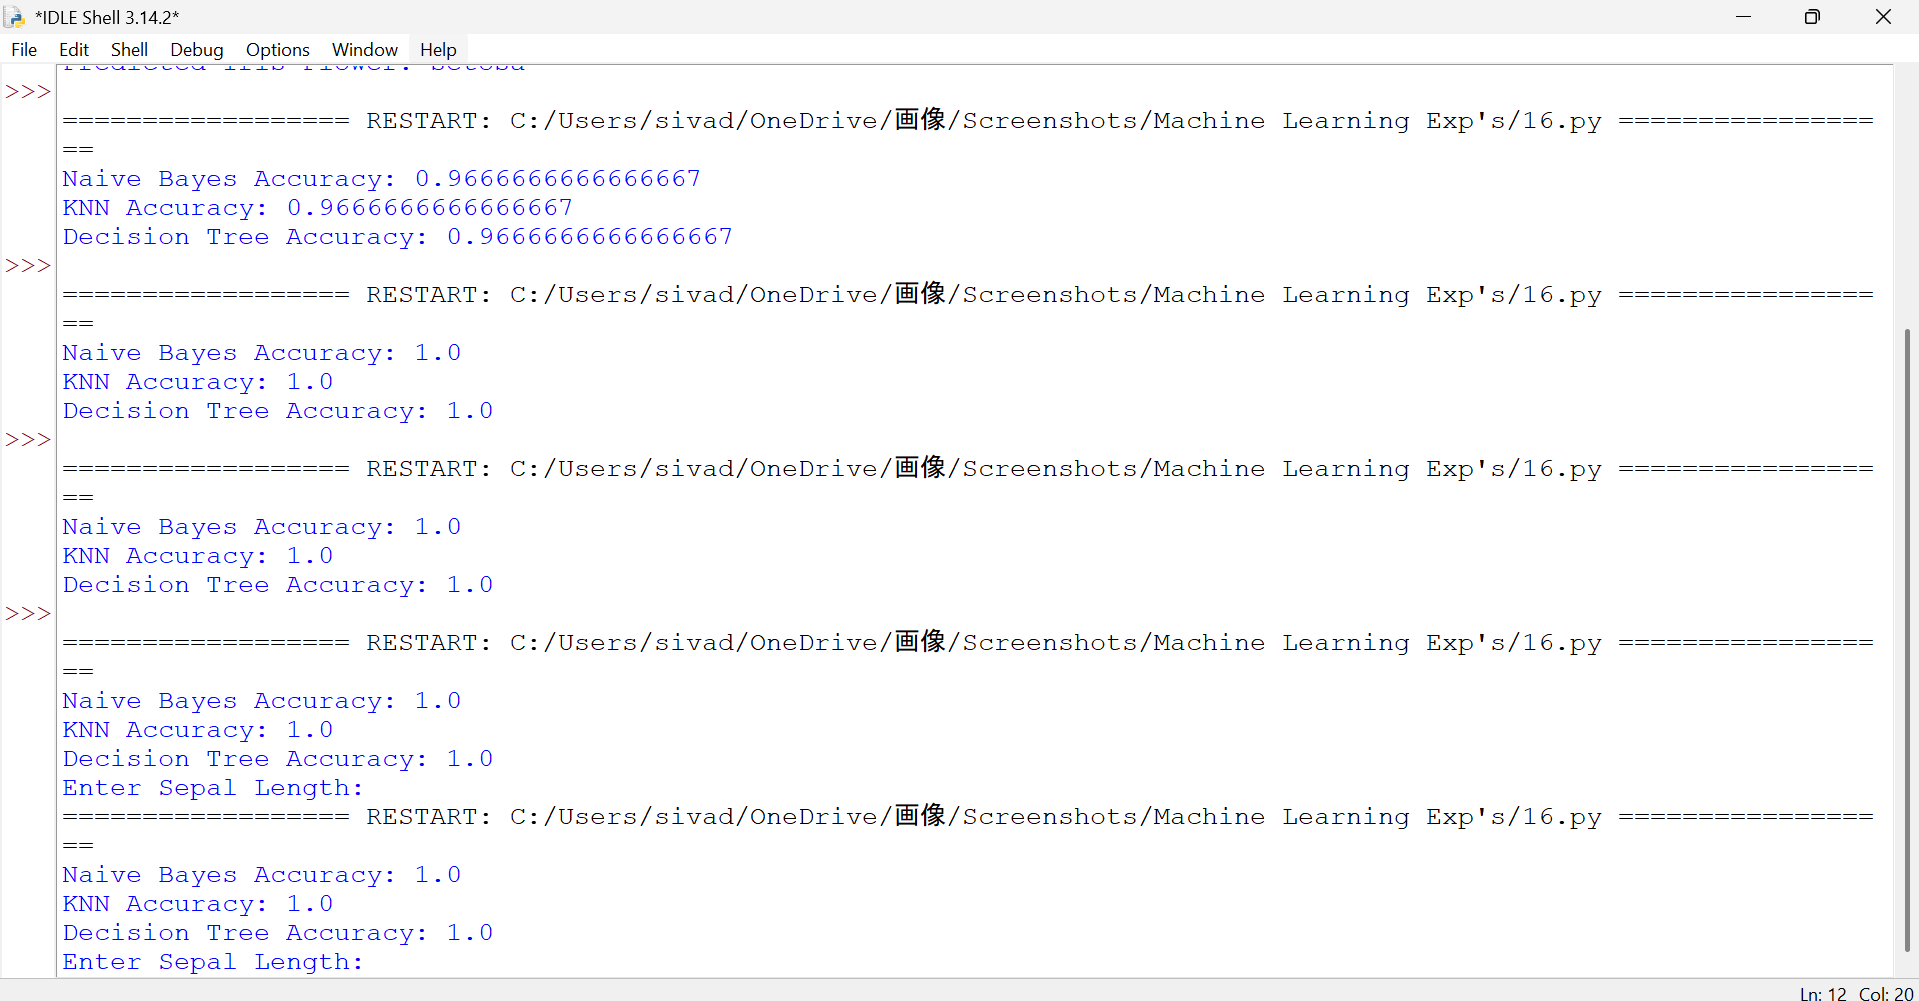 *IDLE Shell 3.14.2*
File Edit Shell Debug Options Window Help
Predicted Iris Flower: setosa
>>>
================== RESTART: C:/Users/sivad/OneDrive/画像/Screenshots/Machine Learning Exp's/16.py ================
==
Naive Bayes Accuracy: 0.9666666666666667
KNN Accuracy: 0.9666666666666667
Decision Tree Accuracy: 0.9666666666666667
>>>
================== RESTART: C:/Users/sivad/OneDrive/画像/Screenshots/Machine Learning Exp's/16.py ================
==
Naive Bayes Accuracy: 1.0
KNN Accuracy: 1.0
Decision Tree Accuracy: 1.0
>>>
================== RESTART: C:/Users/sivad/OneDrive/画像/Screenshots/Machine Learning Exp's/16.py ================
==
Naive Bayes Accuracy: 1.0
KNN Accuracy: 1.0
Decision Tree Accuracy: 1.0
>>>
================== RESTART: C:/Users/sivad/OneDrive/画像/Screenshots/Machine Learning Exp's/16.py ================
==
Naive Bayes Accuracy: 1.0
KNN Accuracy: 1.0
Decision Tree Accuracy: 1.0
Enter Sepal Length:
================== RESTART: C:/Users/sivad/OneDrive/画像/Screenshots/Machine Learning Exp's/16.py ================
==
Naive Bayes Accuracy: 1.0
KNN Accuracy: 1.0
Decision Tree Accuracy: 1.0
Enter Sepal Length:
Ln: 12 Col: 20